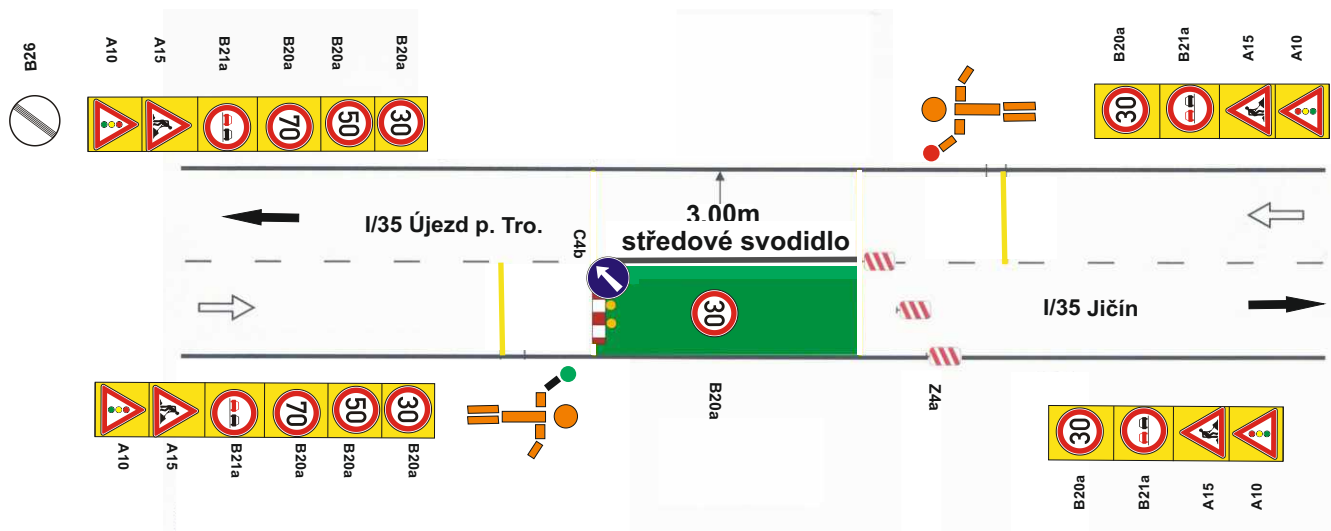 B26
A10
A15
B21a
B20a
B20a
B20a
B20a
B21a
A15
A10
70
50
30
30
I/35 Újezd p. Tro.
3.00m
středové svodidlo
C4b
30
I/35 Jičín
B20a
Z4a
70
50
30
30
A10
A15
B21a
B20a
B20a
B20a
B20a
B21a
A15
A10